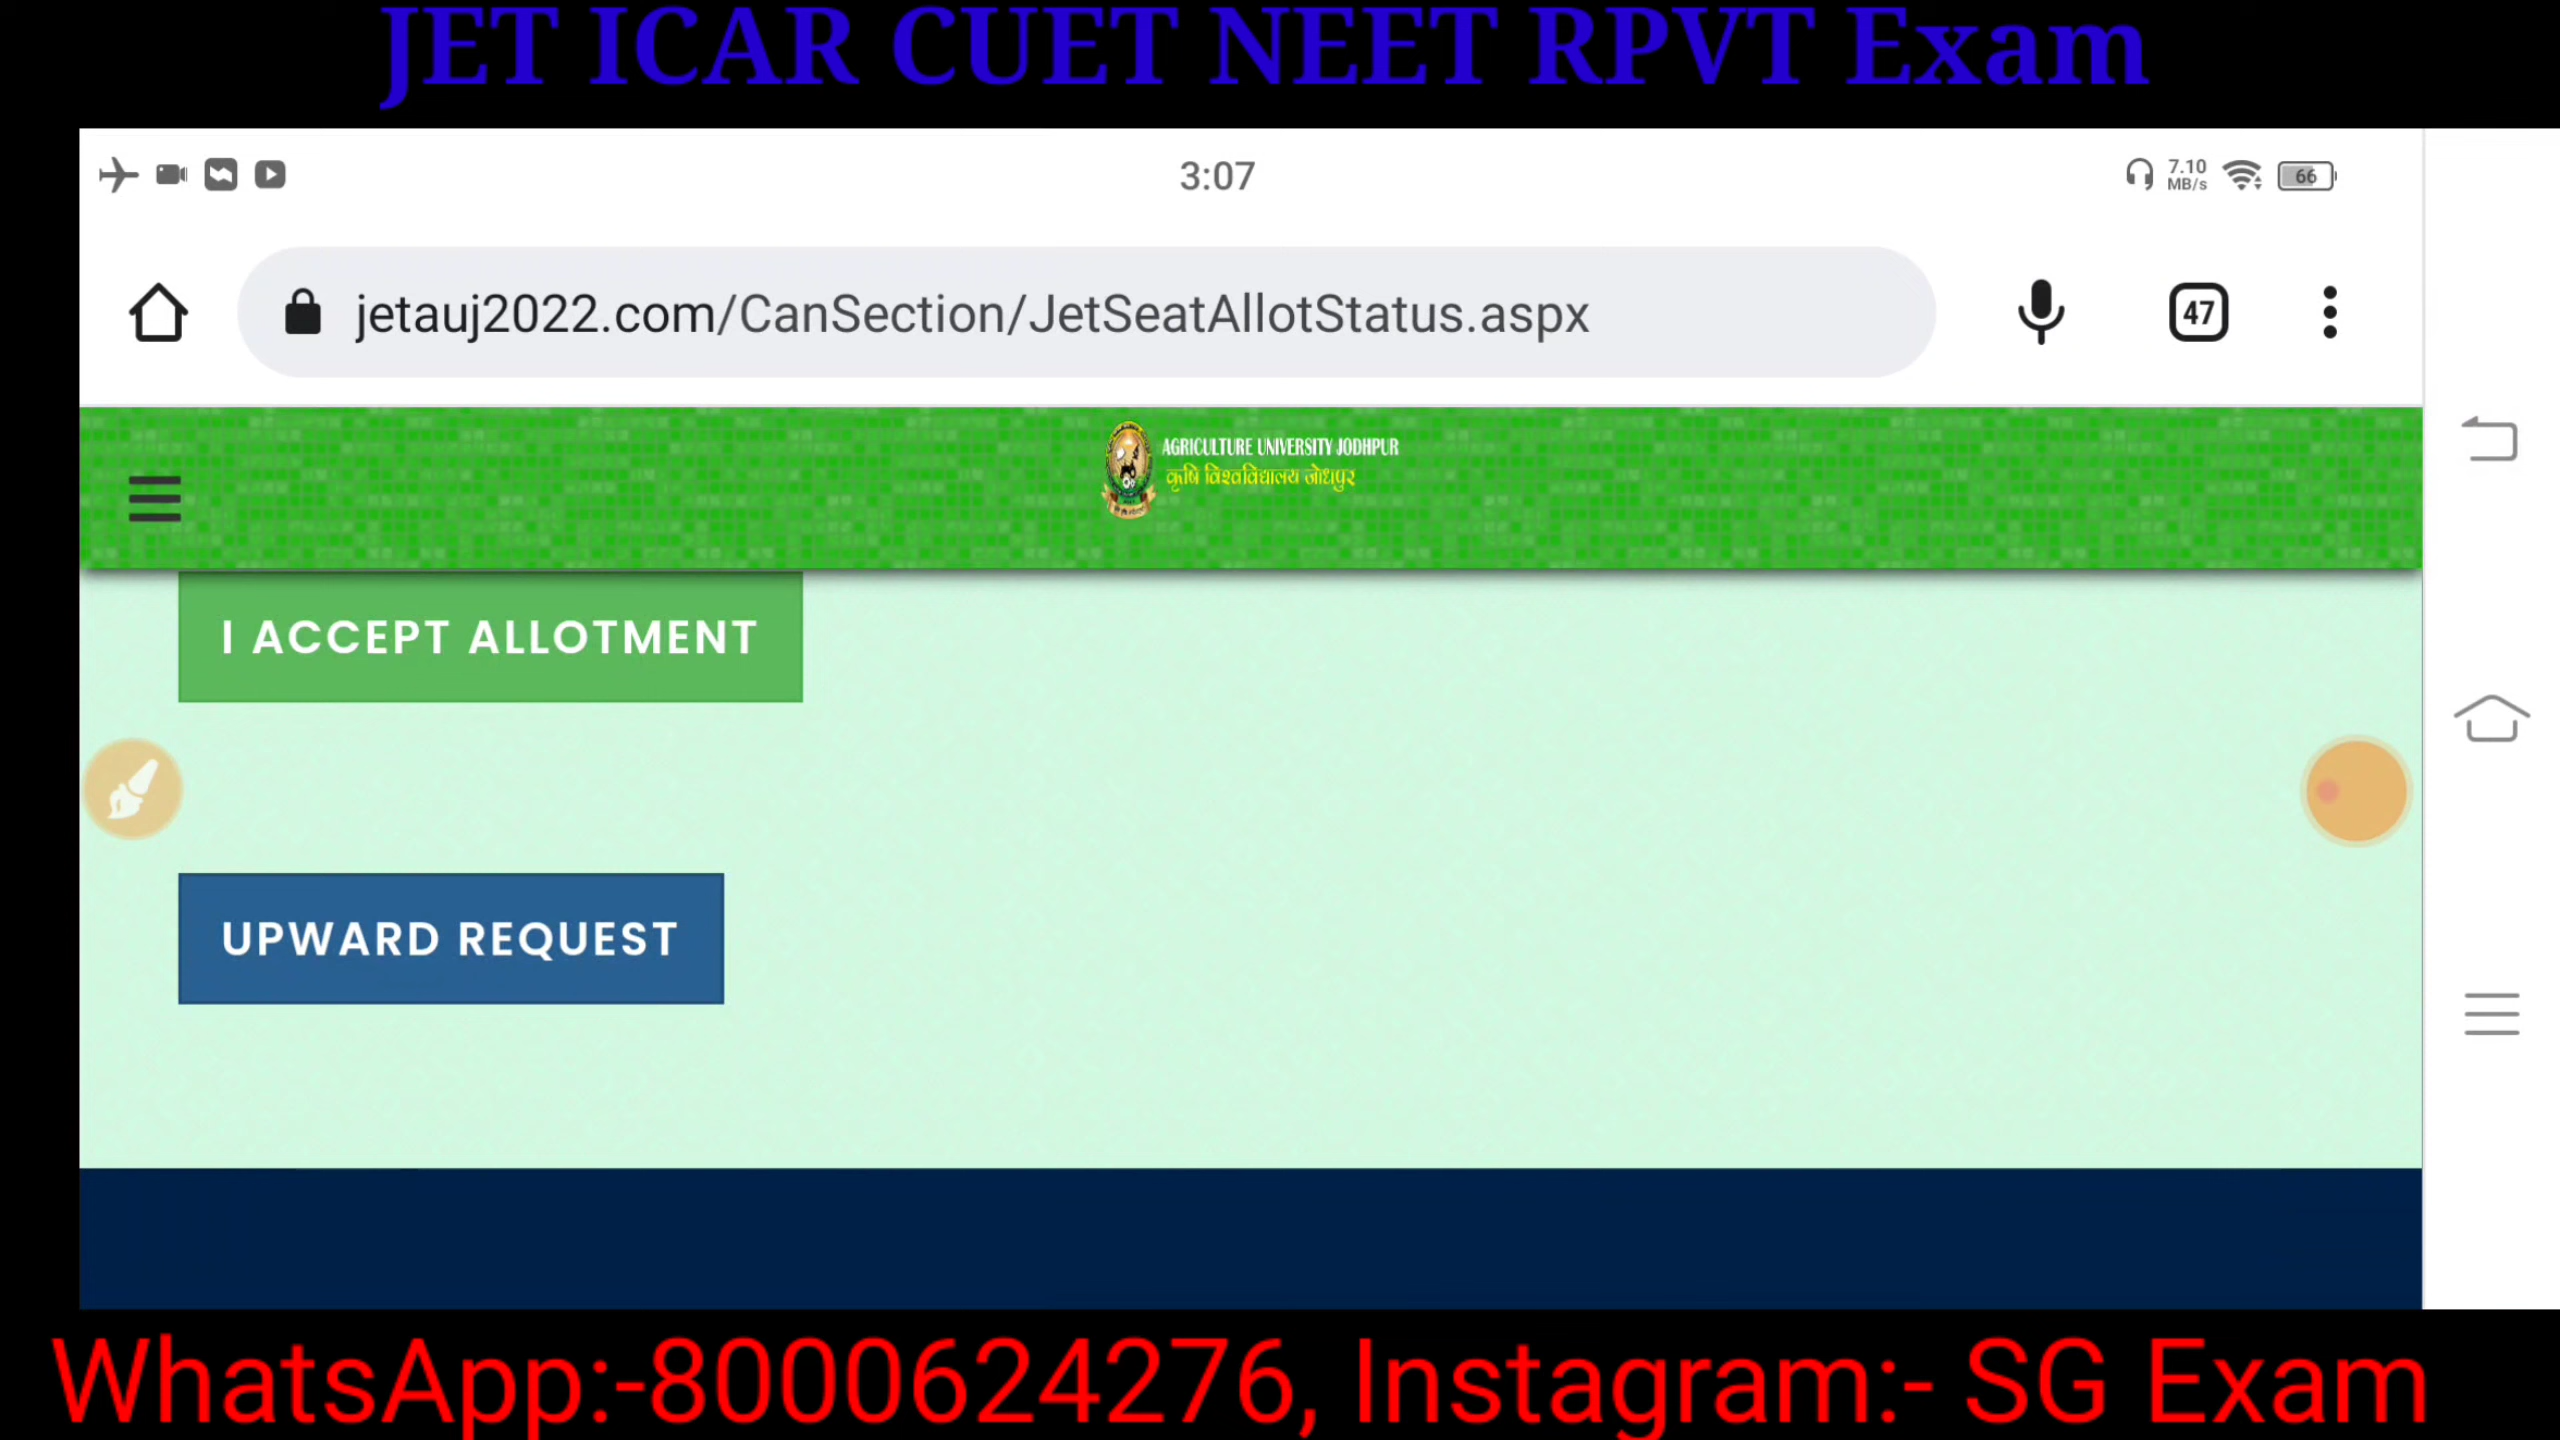 JET ICAR CUET NEET RPVT Exam
3:07
7.10
MB/s
66
jetauj2022.com/CanSection/JetSeatAllotStatus.aspx
47
AGRICULTURE UNIVERSITY JODHPUR
कृषि विश्वविद्यालय जोधपुर
I ACCEPT ALLOTMENT
UPWARD REQUEST
WhatsApp:-8000624276, Instagram:- SG Exam